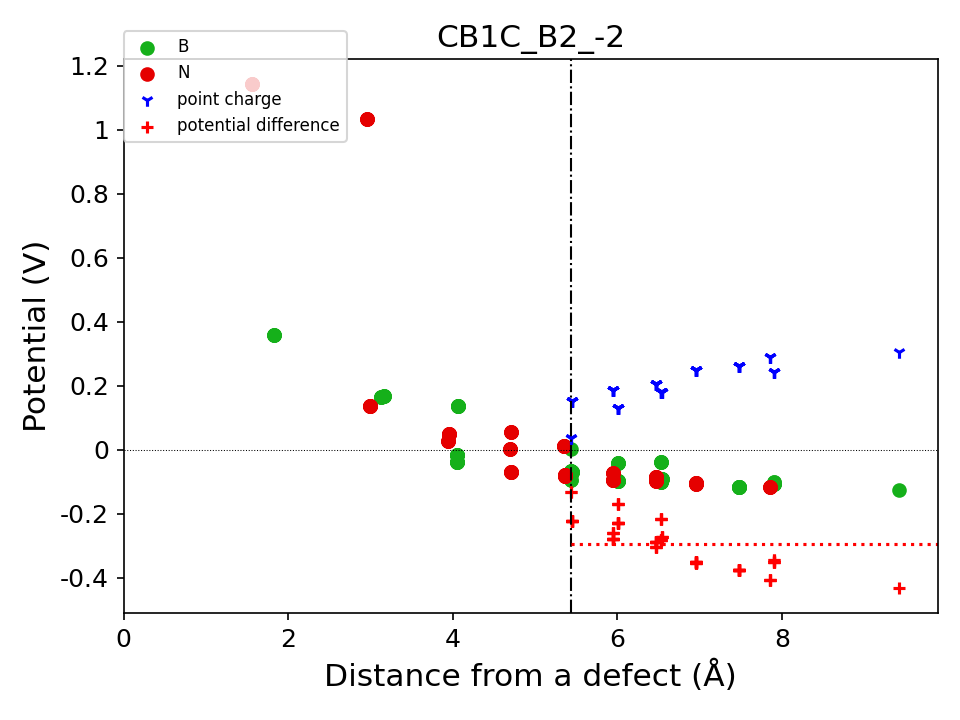 CB1C_B2_-2
B
N
point charge
potential difference
1.2
1
0.8
0.6
0.4
0.2
0
-0.2
-0.4
Potential (V)
0 2 4 6 8
Distance from a defect (Å)